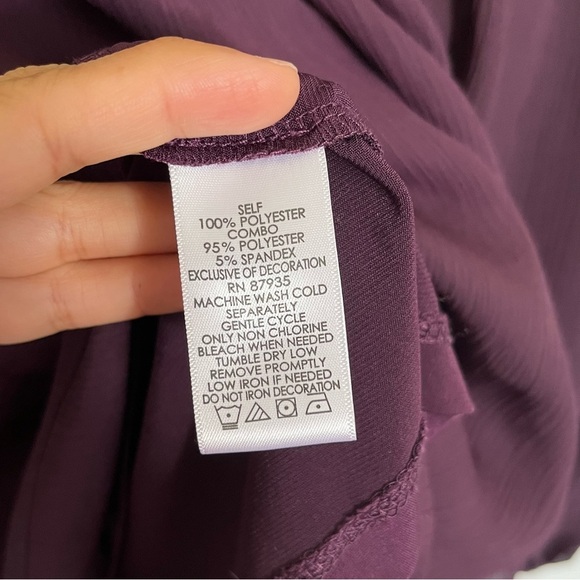 SELF
100% POLYESTER
COMBO
95% POLYESTER
5% SPANDEX
EXCLUSIVE OF DECORATION
RN 87935
MACHINE WASH COLD
SEPARATELY
GENTLE CYCLE
ONLY NON CHLORINE
BLEACH WHEN NEEDED
TUMBLE DRY LOW
REMOVE PROMPTLY
LOW IRON IF NEEDED
DO NOT IRON DECORATION